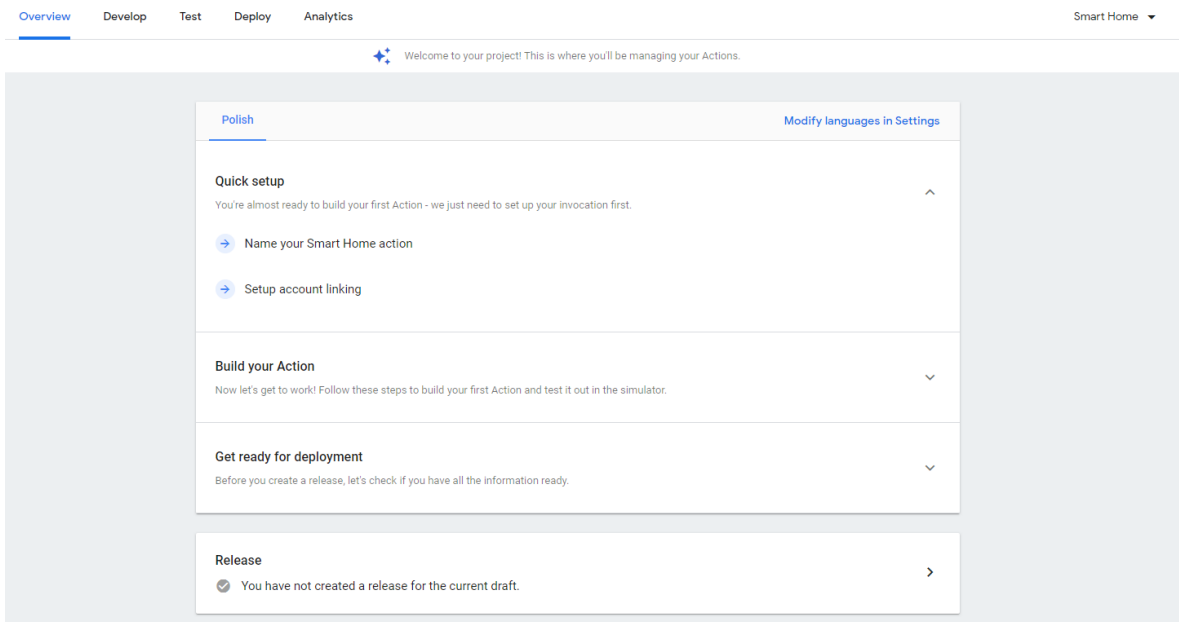 Overview Develop Test Deploy Analytics Smart Home
Welcome to your project! This is where you'll be managing your Actions.
Polish Modify languages in Settings
Quick setup
You're almost ready to build your first Action - we just need to set up your invocation first.
Name your Smart Home action
Setup account linking
Build your Action
Now let's get to work! Follow these steps to build your first Action and test it out in the simulator.
Get ready for deployment
Before you create a release, let's check if you have all the information ready.
Release
You have not created a release for the current draft.